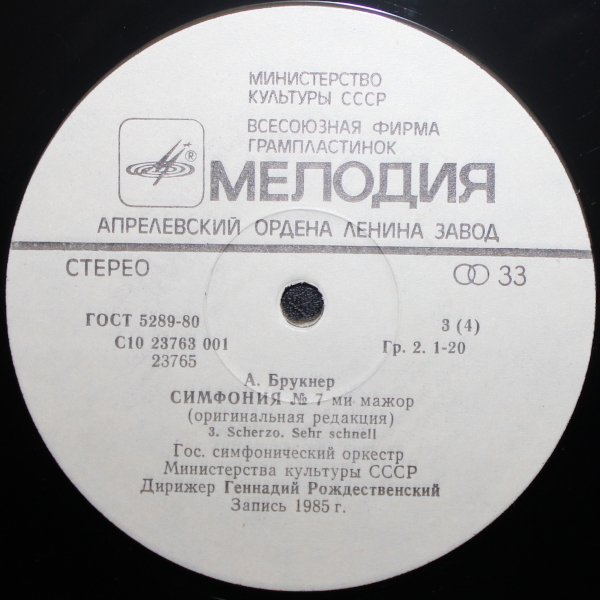 МИНИСТЕРСТВО
КУЛЬТУРЫ СССР
ВСЕСОЮЗНАЯ ФИРМА
ГРАМПЛАСТИНОК
®
МЕЛОДИЯ
АПРЕЛЕВСКИЙ ОРДЕНА ЛЕНИНА ЗАВОД
СТЕРЕО
33
ГОСТ 5289-80
3 (4)
С10 23763 001
Гр. 2. 1-20
23765
А. Брукнер
СИМФОНИЯ № 7 ми мажор
(оригинальная редакция)
3. Scherzo. Sehr schnell
Гос. симфонический оркестр
Министерства культуры СССР
Дирижер Геннадий Рождественский
Запись 1985 г.